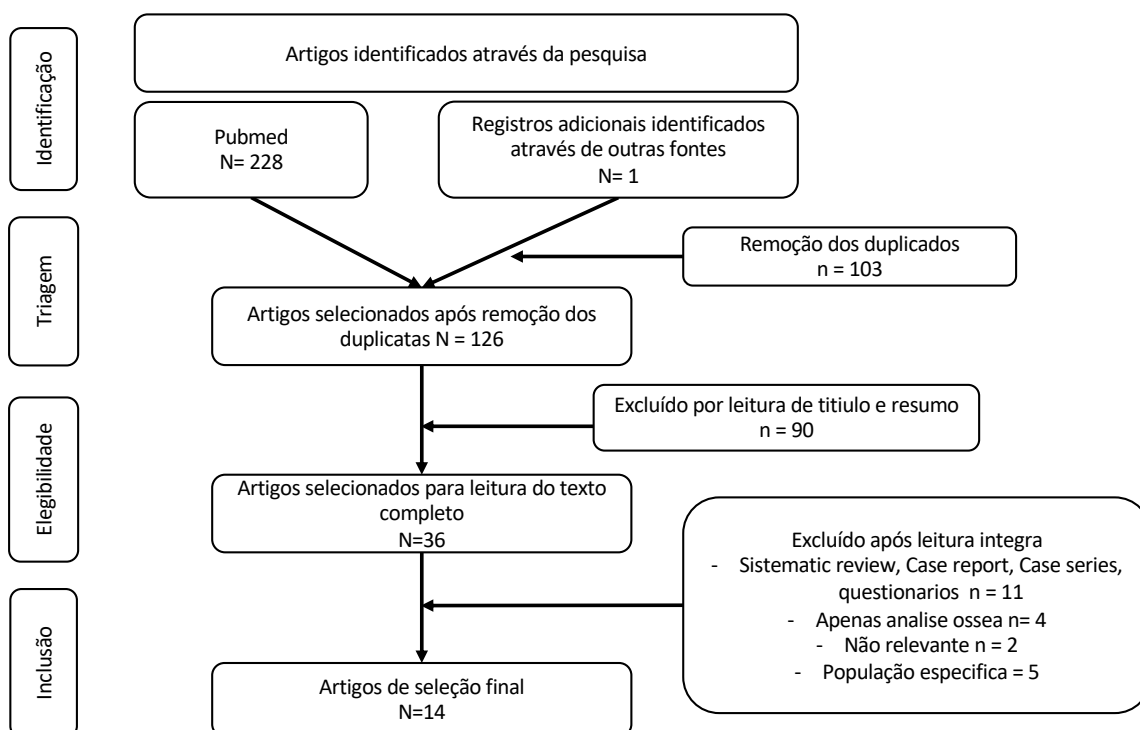 Identificação
Artigos identificados através da pesquisa
Pubmed
N= 228
Registros adicionais identificados
através de outras fontes
N= 1
Triagem
Remoção dos duplicados
n = 103
Artigos selecionados após remoção dos
duplicatas N = 126
Elegibilidade
Excluído por leitura de titiulo e resumo
n = 90
Artigos selecionados para leitura do texto
completo
N=36
Excluído após leitura integra
- Sistematic review, Case report, Case series,
questionarios n = 11
- Apenas analise ossea n= 4
- Não relevante n = 2
- População especifica = 5
Inclusão
Artigos de seleção final
N=14